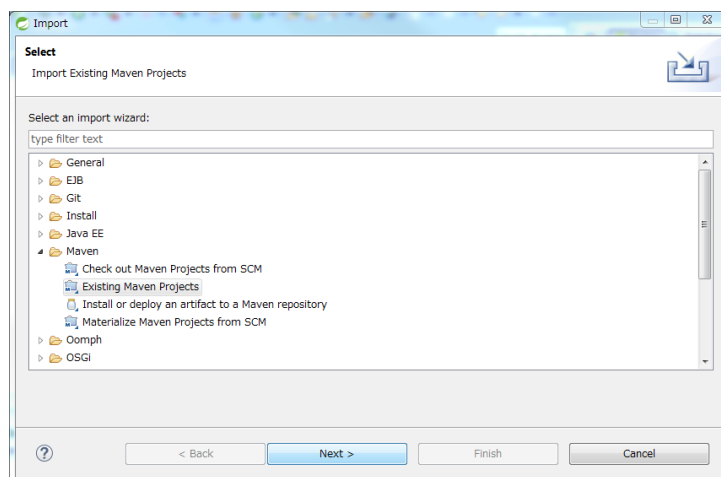 Import
Select
Import Existing Maven Projects
Select an import wizard:
type filter text
General
EJB
Git
Install
Java EE
Maven
Check out Maven Projects from SCM
Existing Maven Projects
Install or deploy an artifact to a Maven repository
Materialize Maven Projects from SCM
Oomph
OSGi
?
< Back
Next >
Finish
Cancel